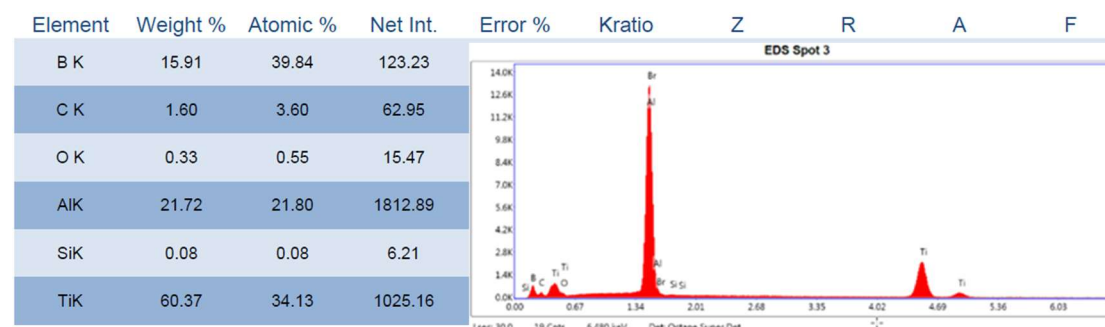 Element Weight % Atomic % Net Int. Error % Kratio Z R A F
B K 15.91 39.84 123.23
C K 1.60 3.60 62.95
O K 0.33 0.55 15.47
AlK 21.72 21.80 1812.89
SiK 0.08 0.08 6.21
TiK 60.37 34.13 1025.16
EDS Spot 3
14.0K
12.6K
11.2K
9.8K
8.4K
7.0K
5.6K
4.2K
2.8K
1.4K
0.0K
Br
Al
Al
Br Si Si
Si B C Ti Ti O
Ti
Ti
0.00 0.67 1.34 2.01 2.68 3.35 4.02 4.69 5.36 6.03